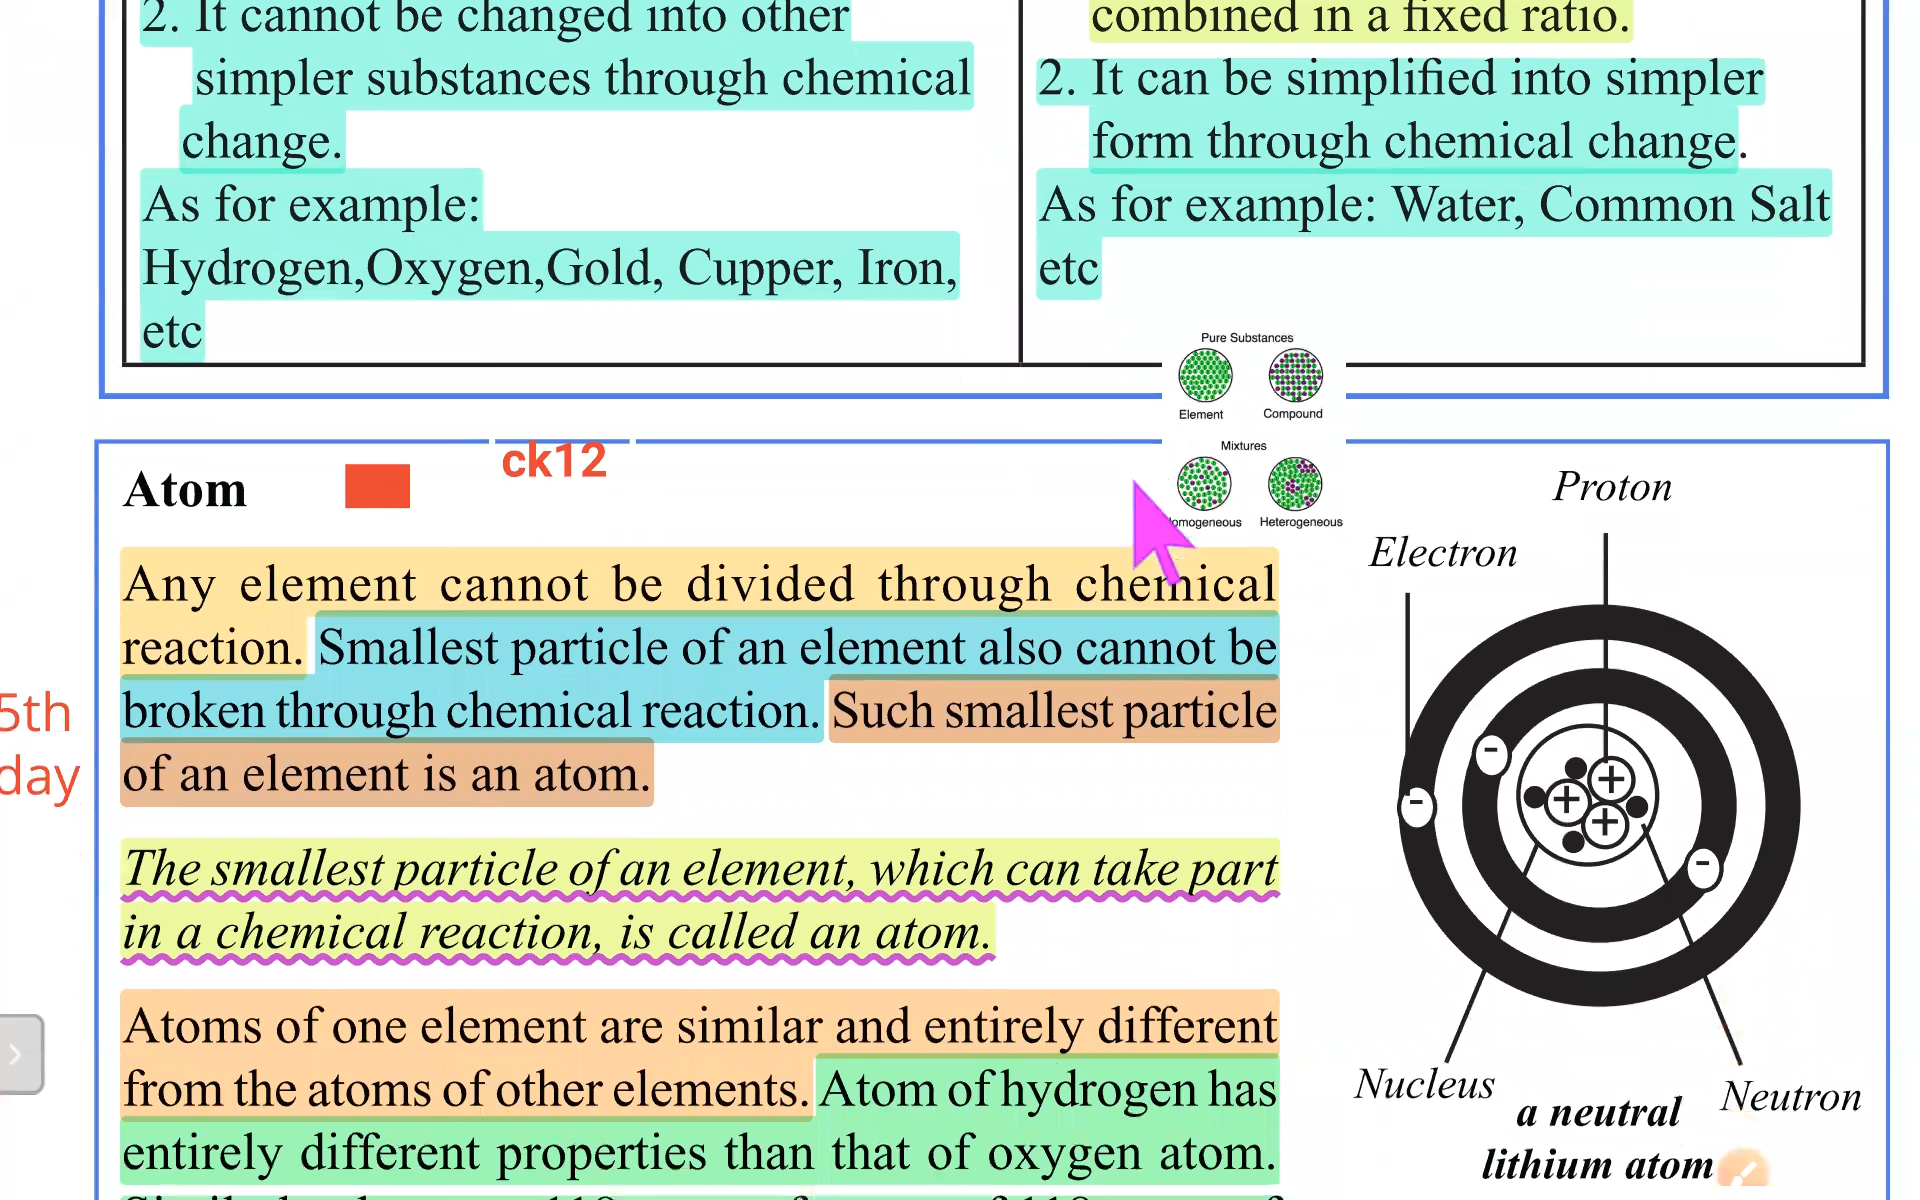 2. It cannot be changed into other
simpler substances through chemical
change.
As for example:
Hydrogen,Oxygen,Gold, Cupper, Iron,
etc
combined in a fixed ratio.
2. It can be simplified into simpler
form through chemical change.
As for example: Water, Common Salt
etc
Pure Substances
Element Compound
Mixtures
omogeneous Heterogeneous
Atom
ck12
Any element cannot be divided through chemical
reaction. Smallest particle of an element also cannot be
broken through chemical reaction. Such smallest particle
of an element is an atom.
The smallest particle of an element, which can take part
in a chemical reaction, is called an atom.
Atoms of one element are similar and entirely different
from the atoms of other elements. Atom of hydrogen has
entirely different properties than that of oxygen atom.
5th
day
Proton
Electron
Nucleus
Neutron
a neutral
lithium atom